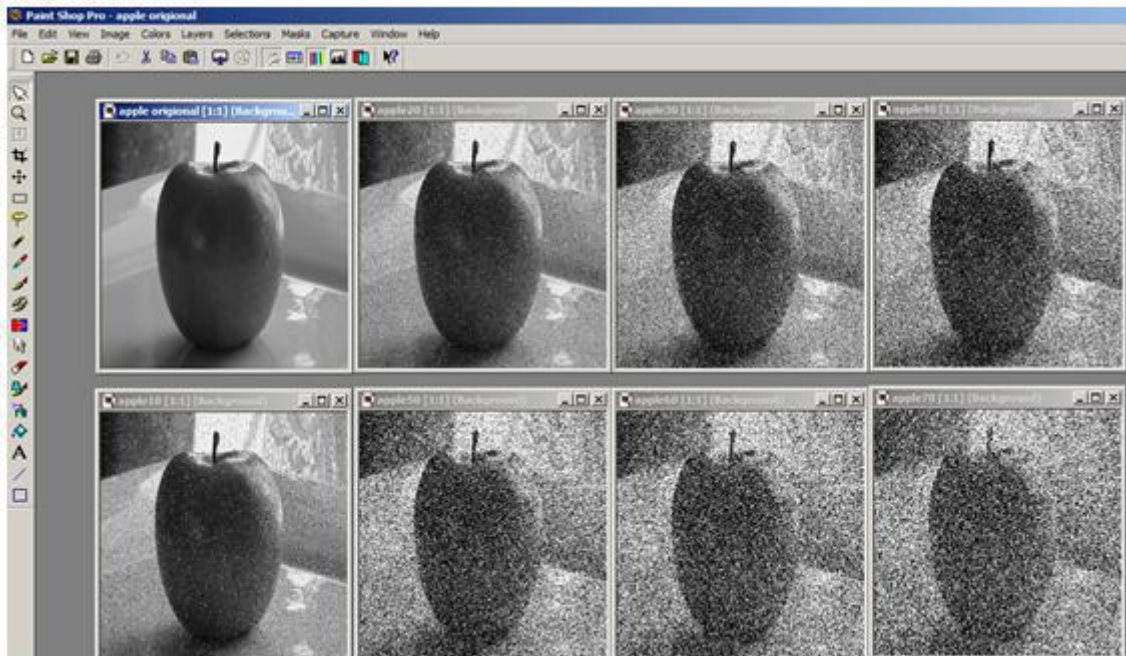 Paint Shop Pro - apple origional
File Edit View Image Colors Layers Selections Masks Capture Window Help
apple origional [1:1] (Backgrou...
apple20 [1:1] (Background)
apple30 [1:1] (Background)
apple40 [1:1] (Background)
apple10 [1:1] (Background)
apple50 [1:1] (Background)
apple60 [1:1] (Background)
apple70 [1:1] (Background)
A